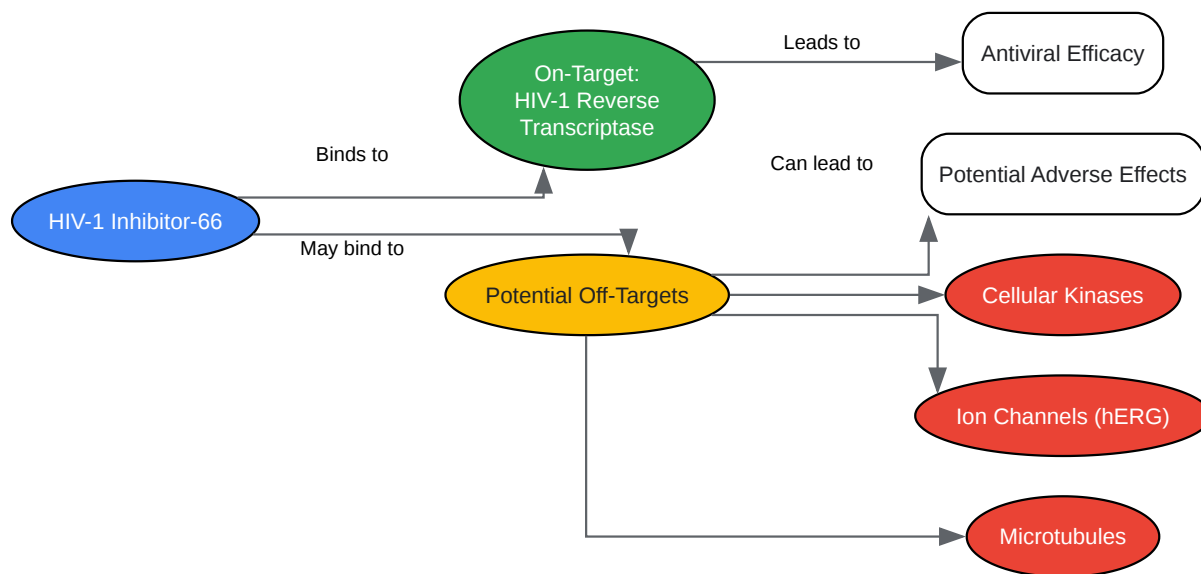 Leads to
Antiviral Efficacy
On-Target:
HIV-1 Reverse
Transcriptase
Binds to
Can lead to
Potential Adverse Effects
HIV-1 Inhibitor-66
May bind to
Potential Off-Targets
Cellular Kinases
Ion Channels (hERG)
Microtubules